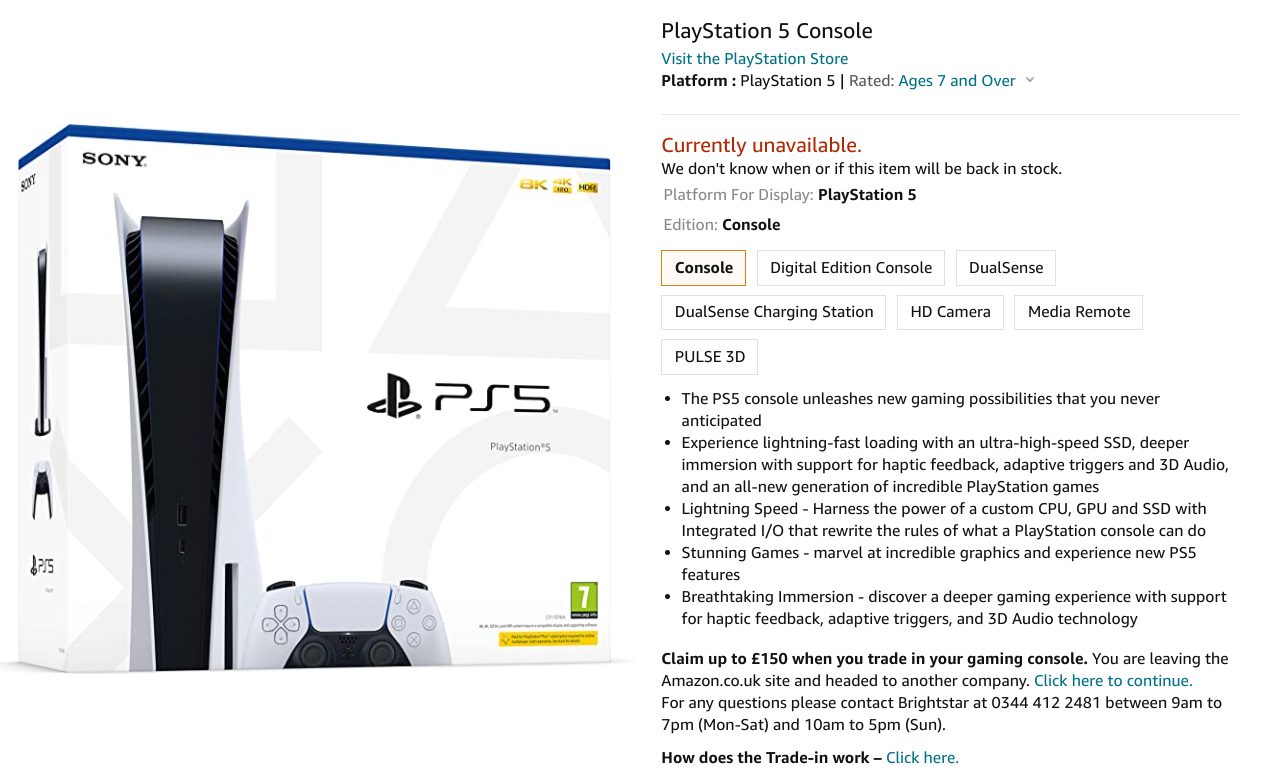 SONY
SONY
8K 4K 120 HDR
PS5
PlayStation®5
PS5
7
www.pegi.info
PlayStation 5 Console
Visit the PlayStation Store
Platform : PlayStation 5 | Rated: Ages 7 and Over
Currently unavailable.
We don't know when or if this item will be back in stock.
Platform For Display: PlayStation 5
Edition: Console
Console Digital Edition Console DualSense
DualSense Charging Station HD Camera Media Remote
PULSE 3D
• The PS5 console unleashes new gaming possibilities that you never
anticipated
• Experience lightning-fast loading with an ultra-high-speed SSD, deeper
immersion with support for haptic feedback, adaptive triggers and 3D Audio,
and an all-new generation of incredible PlayStation games
• Lightning Speed - Harness the power of a custom CPU, GPU and SSD with
Integrated I/O that rewrite the rules of what a PlayStation console can do
• Stunning Games - marvel at incredible graphics and experience new PS5
features
• Breathtaking Immersion - discover a deeper gaming experience with support
for haptic feedback, adaptive triggers, and 3D Audio technology
Claim up to £150 when you trade in your gaming console. You are leaving the
Amazon.co.uk site and headed to another company. Click here to continue.
For any questions please contact Brightstar at 0344 412 2481 between 9am to
7pm (Mon-Sat) and 10am to 5pm (Sun).
How does the Trade-in work – Click here.